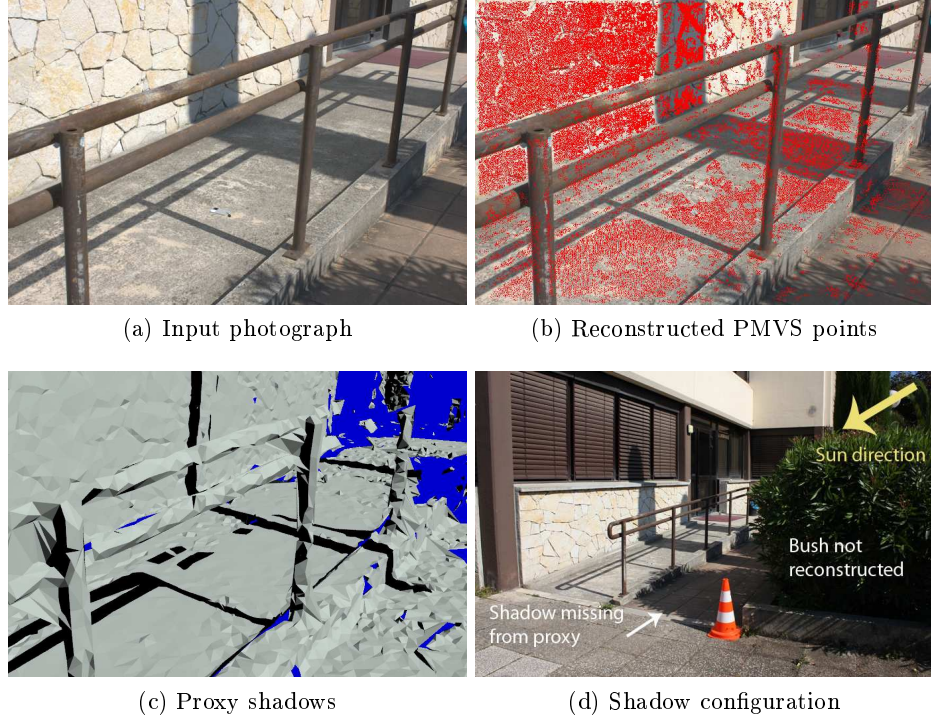 (a) Input photograph
(b) Reconstructed PMVS points
Sun direction
Bush not
reconstructed
Shadow missing
from proxy
(c) Proxy shadows
(d) Shadow configuration